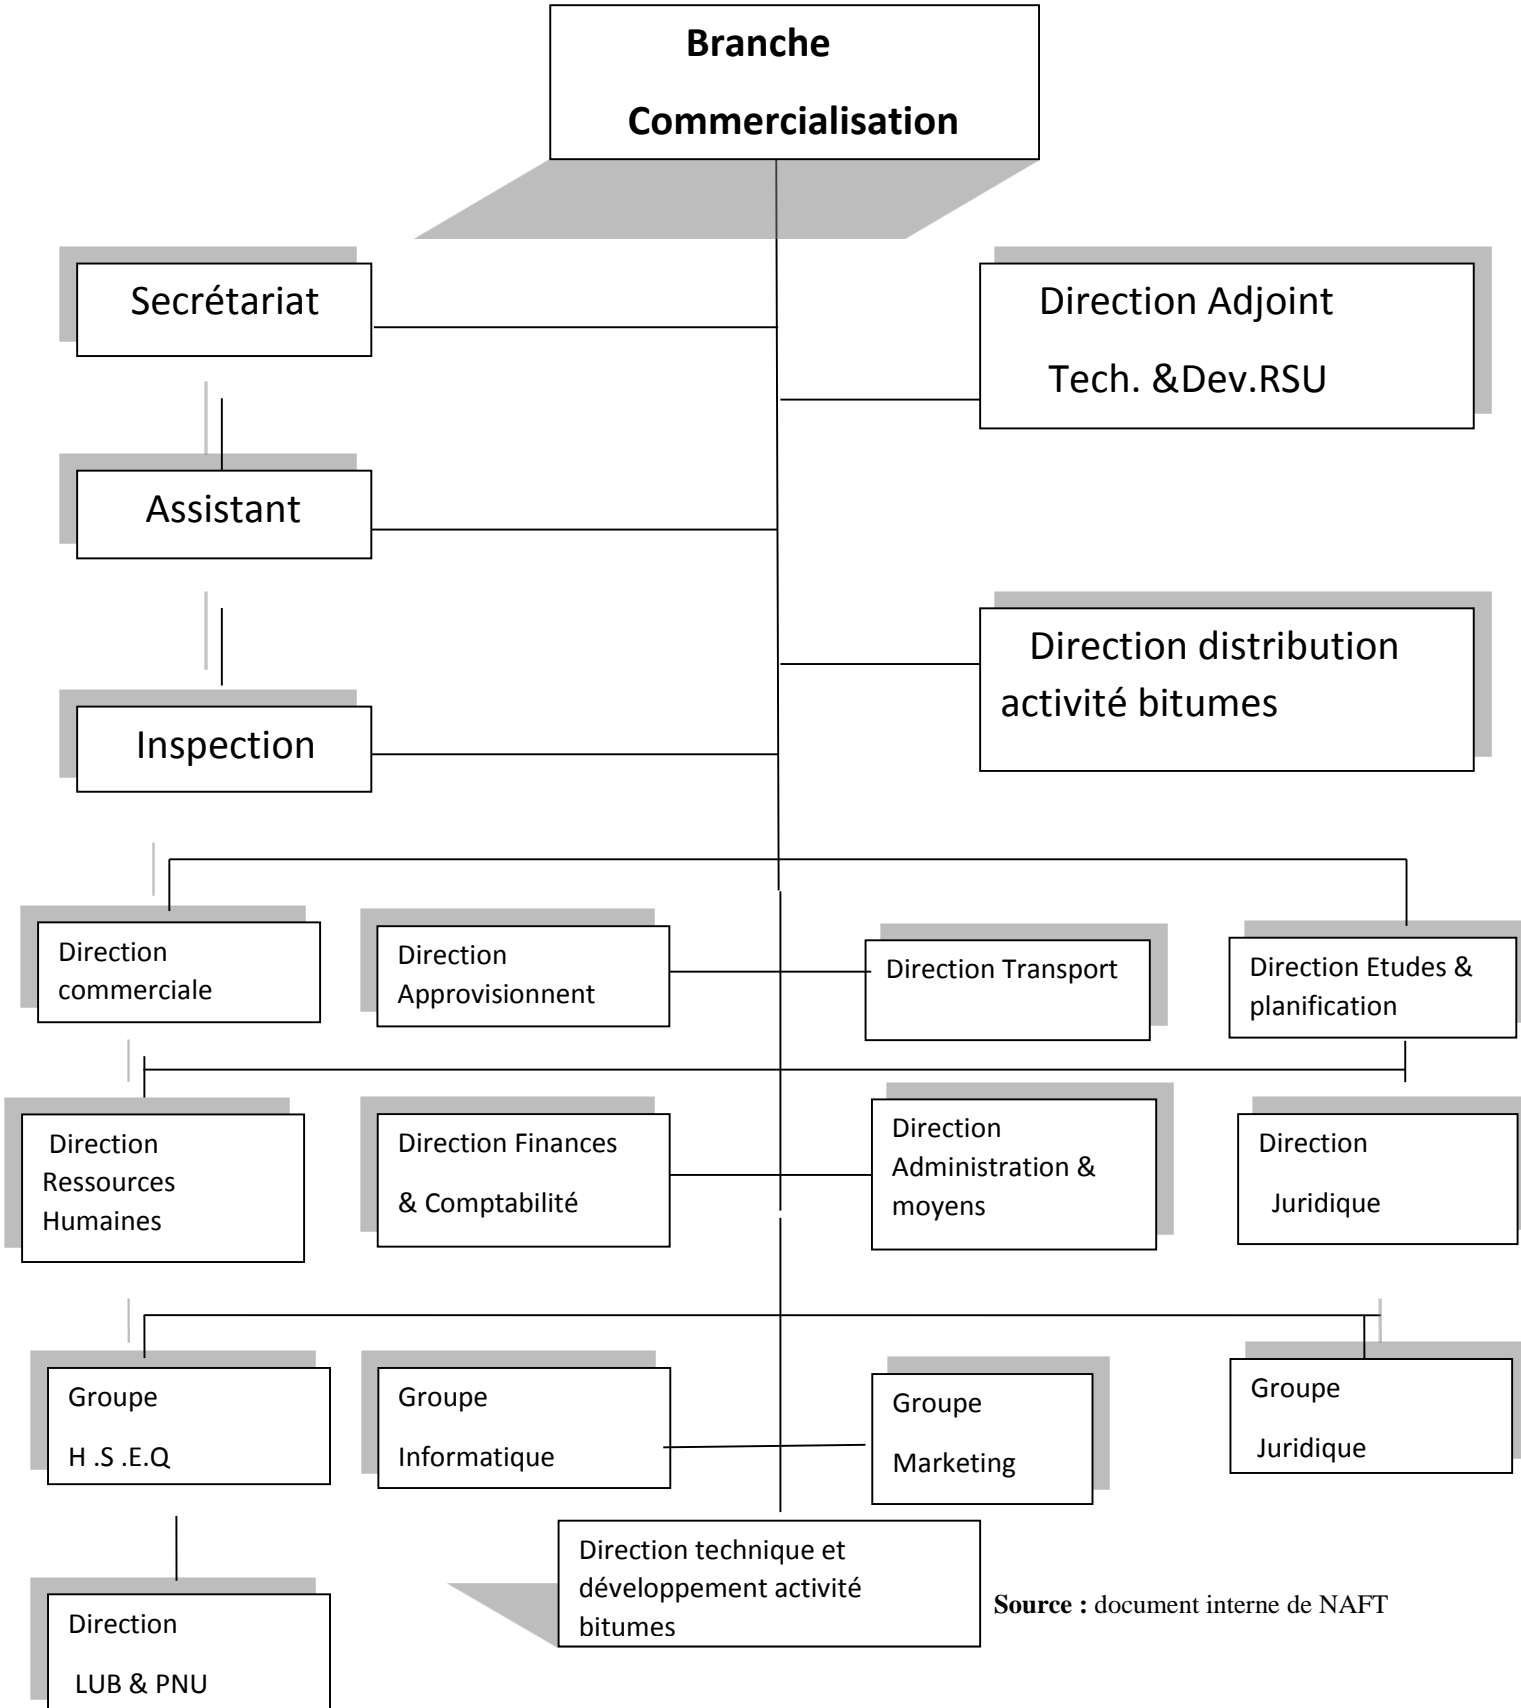 Branche
Commercialisation
Secrétariat
Direction Adjoint
Tech. &Dev.RSU
Assistant
Direction distribution
activité bitumes
Inspection
Direction
commerciale
Direction
Approvisionnent
Direction Transport
Direction Etudes &
planification
Direction
Ressources
Humaines
Direction Finances
& Comptabilité
Direction
Administration &
moyens
Direction
Juridique
Groupe
H .S .E.Q
Groupe
Informatique
Groupe
Marketing
Groupe
Juridique
Direction technique et
développement activité
bitumes
Source : document interne de NAFT
Direction
LUB & PNU